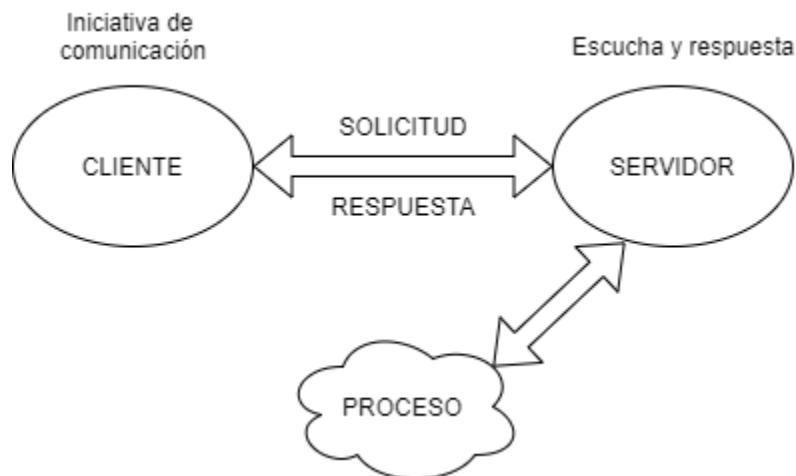 Iniciativa de
comunicación
Escucha y respuesta
CLIENTE
SOLICITUD
RESPUESTA
SERVIDOR
PROCESO